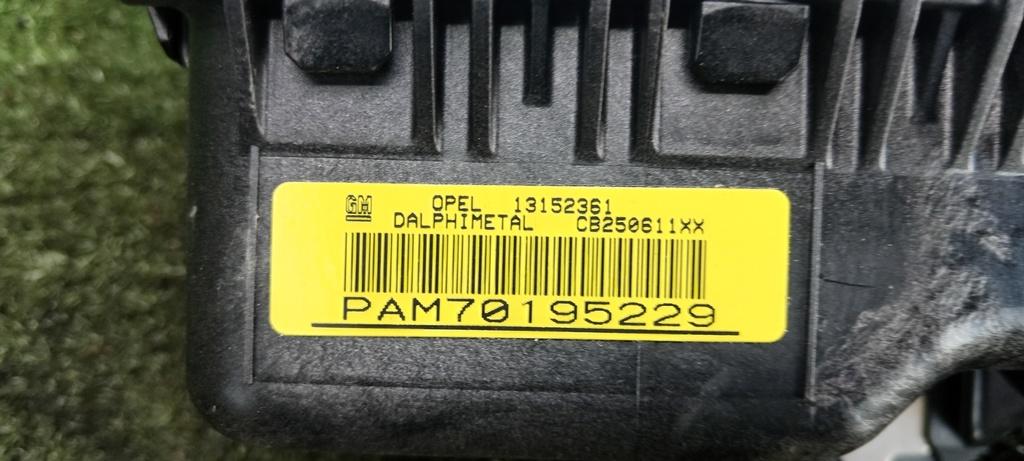 GM OPEL 13152361
DALPHIMETAL CB250611XX
PAM70195229